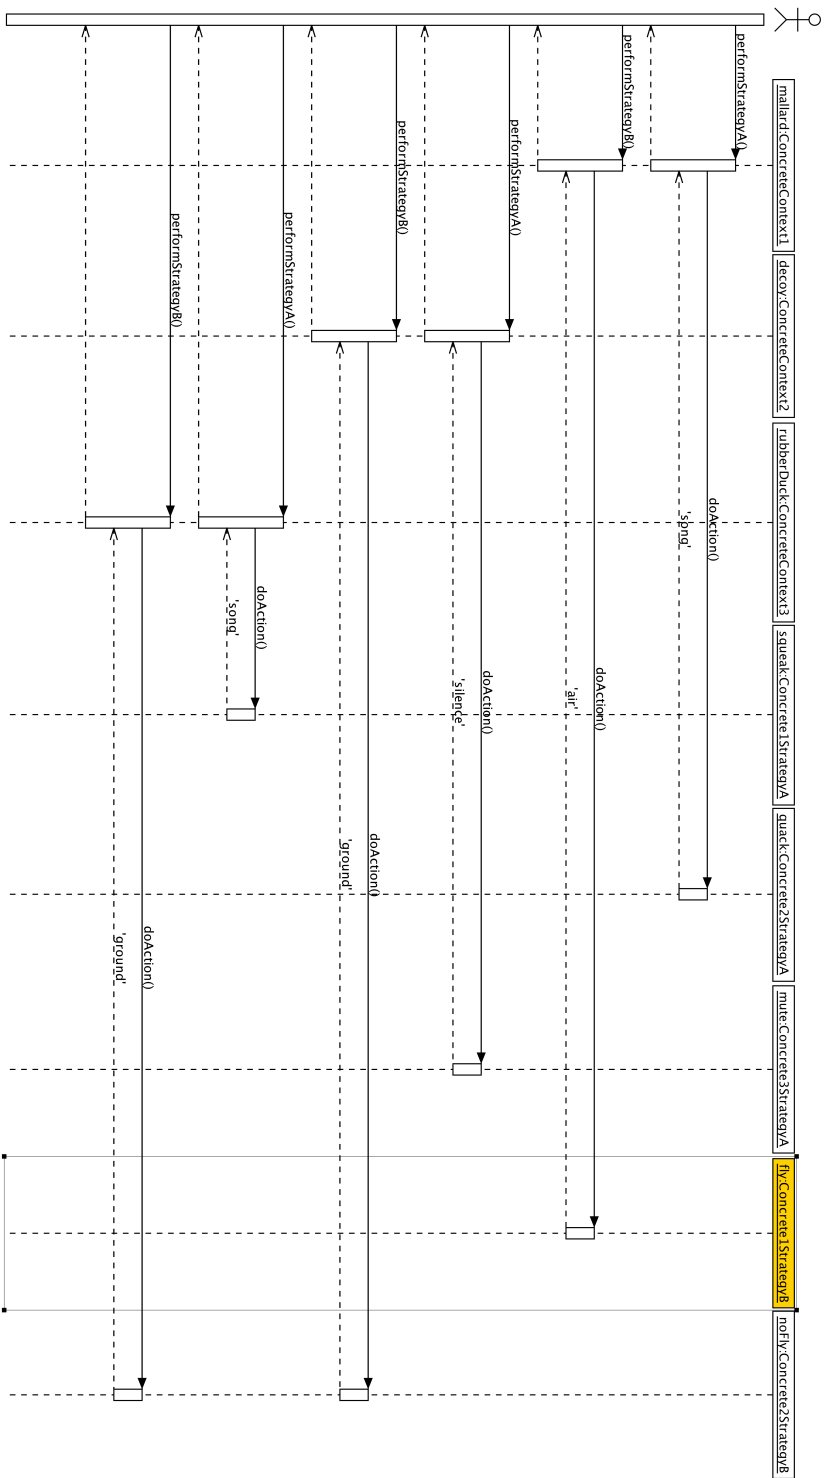 mallard:ConcreteContext1
decoy:ConcreteContext2
rubberDuck:ConcreteContext3
squeak:Concrete1StrategyA
quack:Concrete2StrategyA
mute:Concrete3StrategyA
fly:Concrete1StrategyB
noFly:Concrete2StrategyB
performStrategyA()
doAction()
'song'
performStrategyB()
doAction()
'air'
performStrategyA()
doAction()
'silence'
performStrategyB()
doAction()
'ground'
performStrategyA()
doAction()
'song'
performStrategyB()
doAction()
'ground'